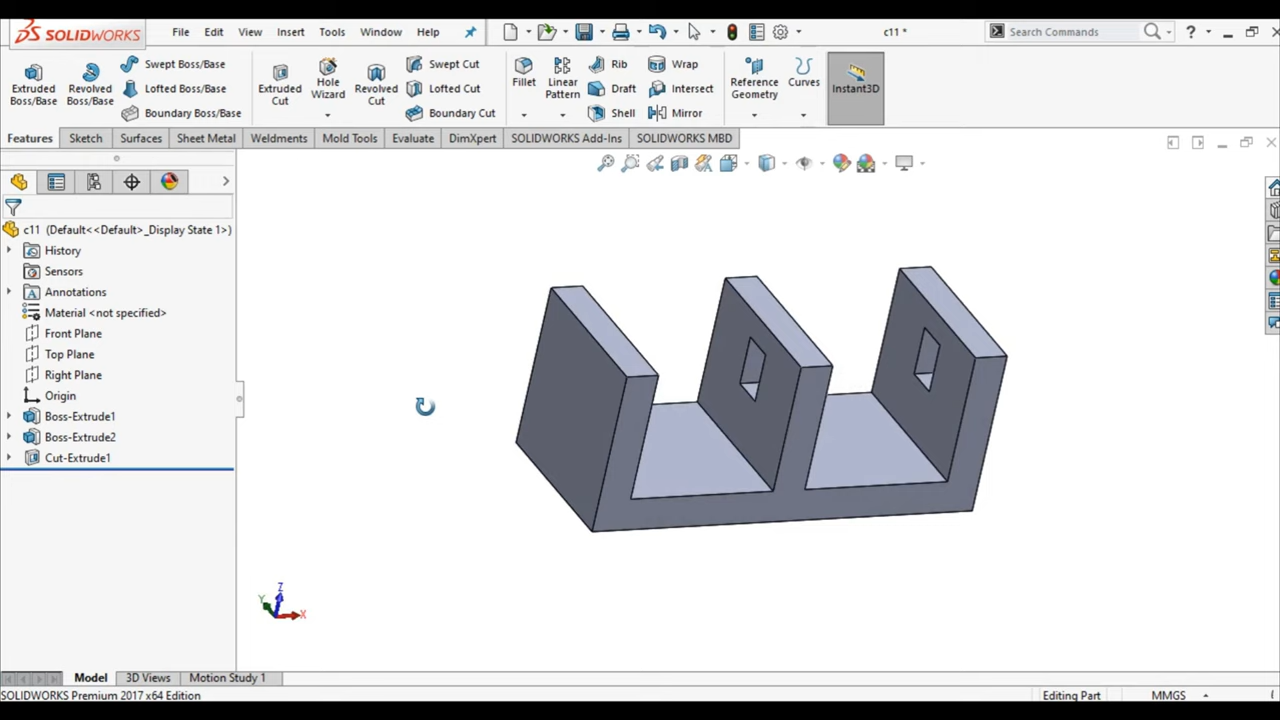 SOLIDWORKS File Edit View Insert Tools Window Help c11 * Search Commands ?
Extruded Boss/Base
Revolved Boss/Base
Swept Boss/Base
Lofted Boss/Base
Boundary Boss/Base
Extruded Cut
Hole Wizard
Revolved Cut
Swept Cut
Lofted Cut
Boundary Cut
Fillet
Linear Pattern
Rib
Draft
Shell
Wrap
Intersect
Mirror
Reference Geometry
Curves
Instant3D
Features Sketch Surfaces Sheet Metal Weldments Mold Tools Evaluate DimXpert SOLIDWORKS Add-Ins SOLIDWORKS MBD
c11 (Default<<Default>_Display State 1>)
History
Sensors
Annotations
Material <not specified>
Front Plane
Top Plane
Right Plane
Origin
Boss-Extrude1
Boss-Extrude2
Cut-Extrude1
Z
Y
X
Model 3D Views Motion Study 1
SOLIDWORKS Premium 2017 x64 Edition Editing Part MMGS